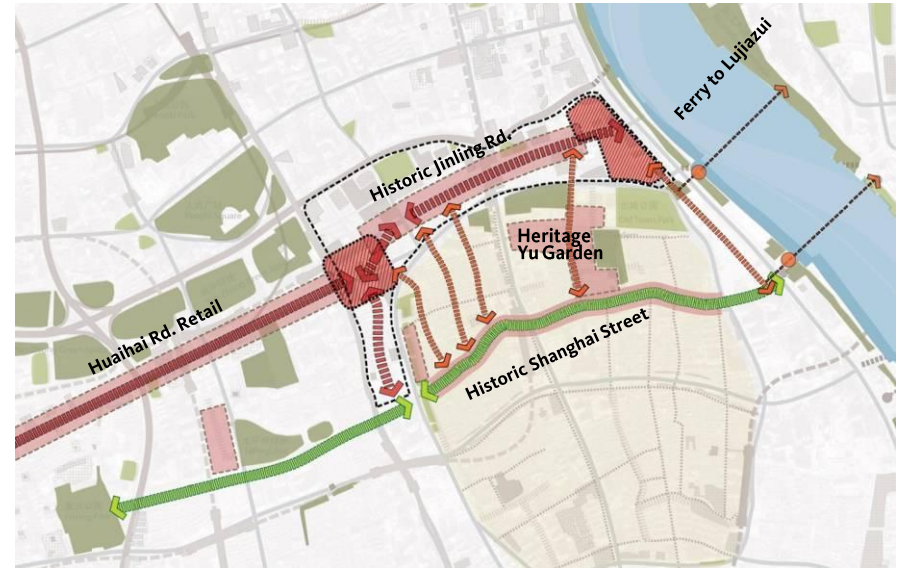 Ferry to Lujiazui
Historic Jinling Rd.
Heritage
Yu Garden
Huaihai Rd. Retail
Historic Shanghai Street